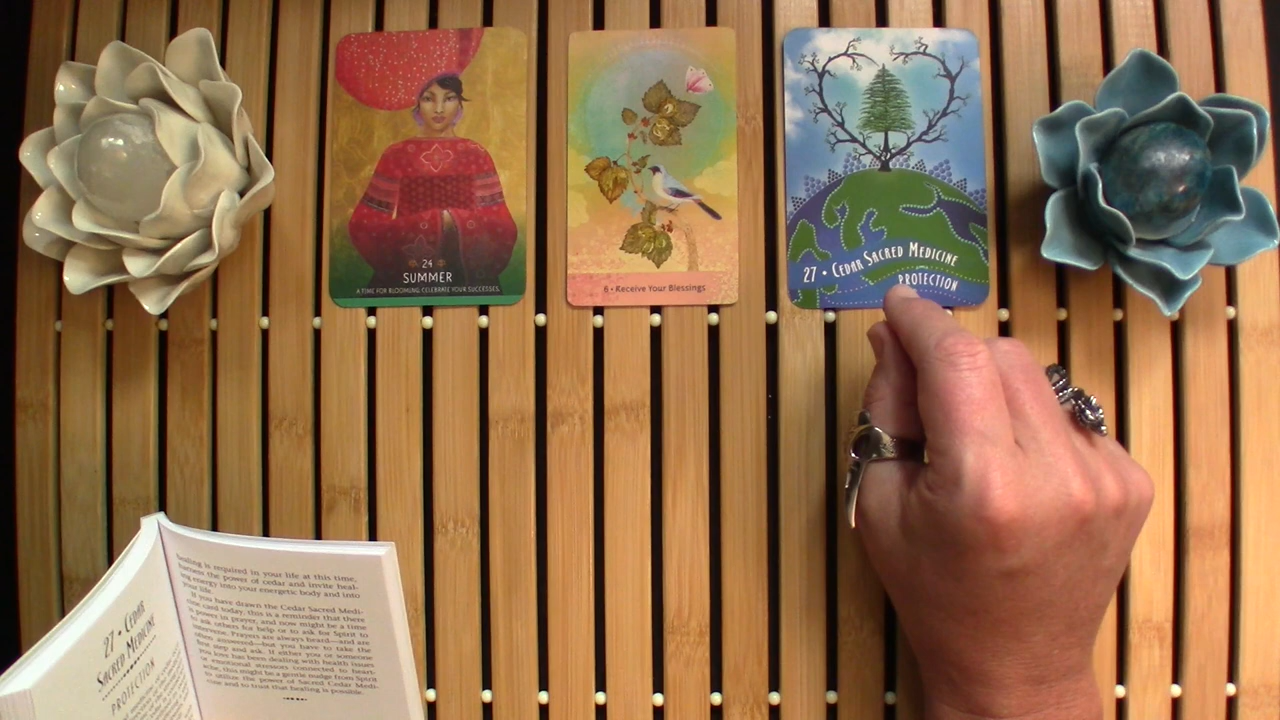 24
SUMMER
A TIME FOR BLOOMING. CELEBRATE YOUR SUCCESSES.
6 • Receive Your Blessings
27 • CEDAR SACRED MEDICINE
PROTECTION
27 • CEDAR
SACRED MEDICINE
PROTECTION
healing is required in your life at this time,
harness the power of cedar and invite heal-
ing energy into your energetic body and into
your life.
If you have drawn the Cedar Sacred Medi-
cine card today, this is a reminder that there
is power in prayer, and now might be a time
to ask others for help or to ask for Spirit to
intervene. Prayers are always heard—and are
often answered—but you have to take the
first step and ask. If either you or someone
you love has been dealing with health issues
or emotional stressors connected to heart-
ache, this might be a gentle nudge from Spirit
to utilize the power of Sacred Cedar Medi-
cine and to trust that healing is possible.